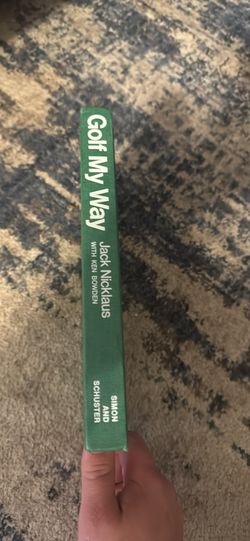 Golf My Way
Jack Nicklaus
WITH KEN BOWDEN
SIMON
AND
SCHUSTER